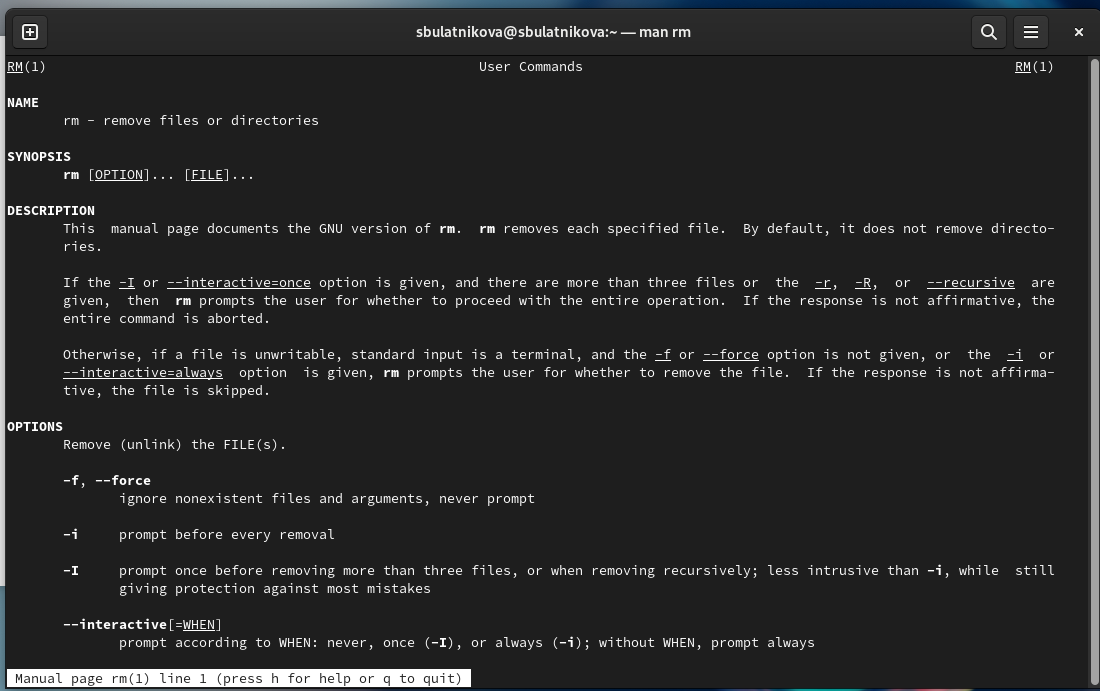 sbulatnikova@sbulatnikova:~ — man rm
RM(1) User Commands RM(1)
NAME
rm - remove files or directories
SYNOPSIS
rm [OPTION]... [FILE]...
DESCRIPTION
This manual page documents the GNU version of rm. rm removes each specified file. By default, it does not remove directo-
ries.
If the -I or --interactive=once option is given, and there are more than three files or the -r, -R, or --recursive are
given, then rm prompts the user for whether to proceed with the entire operation. If the response is not affirmative, the
entire command is aborted.
Otherwise, if a file is unwritable, standard input is a terminal, and the -f or --force option is not given, or the -i or
--interactive=always option is given, rm prompts the user for whether to remove the file. If the response is not affirma-
tive, the file is skipped.
OPTIONS
Remove (unlink) the FILE(s).
-f, --force
ignore nonexistent files and arguments, never prompt
-i prompt before every removal
-I prompt once before removing more than three files, or when removing recursively; less intrusive than -i, while still
giving protection against most mistakes
--interactive[=WHEN]
prompt according to WHEN: never, once (-I), or always (-i); without WHEN, prompt always
Manual page rm(1) line 1 (press h for help or q to quit)